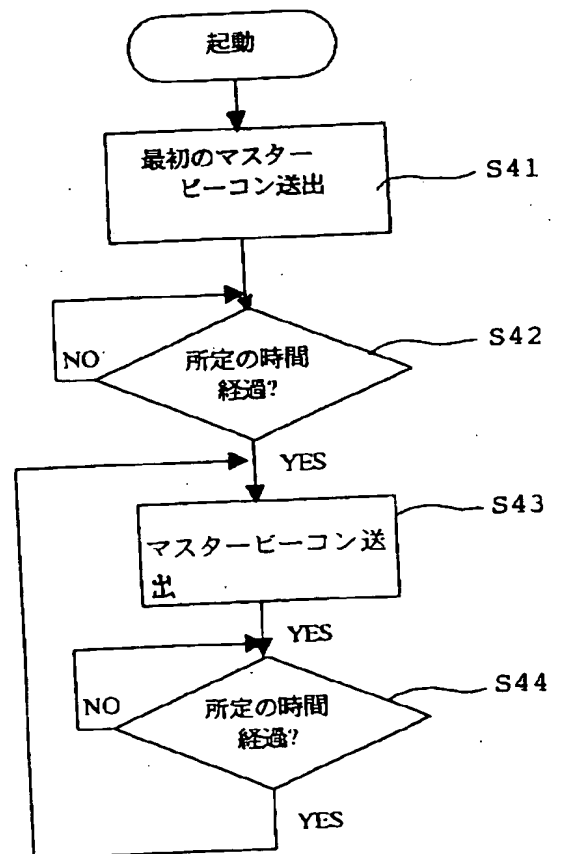 起動
最初のマスター
ビーコン送出
S41
S42
NO
所定の時間
経過?
YES
S43
マスタービーコン送
出
YES
S44
NO
所定の時間
経過?
YES